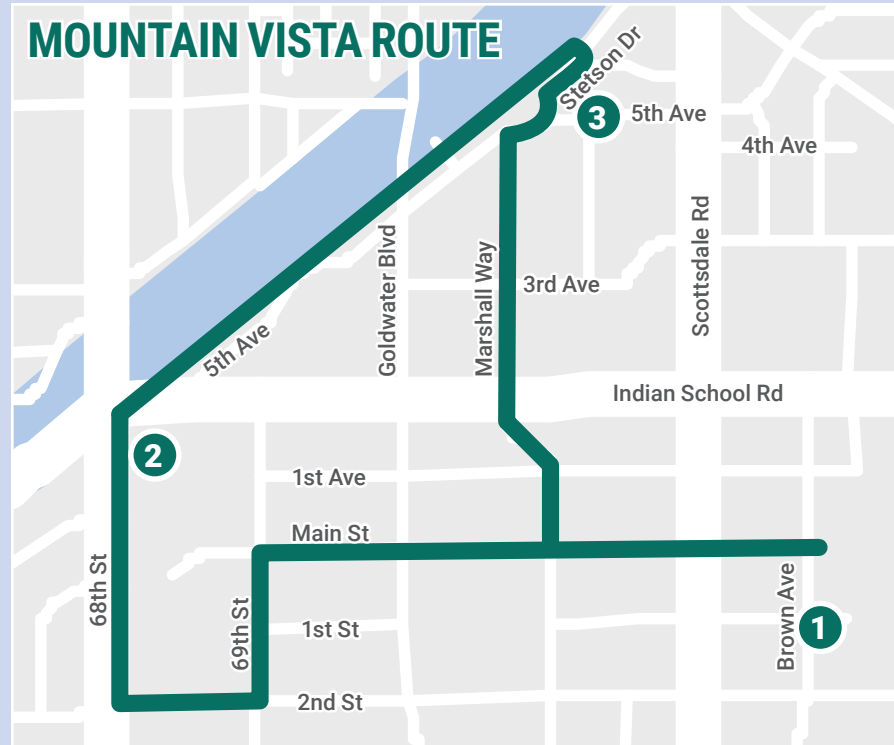 MOUNTAIN VISTA ROUTE
Stetson Dr
3
5th Ave
4th Ave
Scottsdale Rd
Goldwater Blvd
Marshall Way
3rd Ave
5th Ave
Indian School Rd
2
1st Ave
Main St
68th St
69th St
1st St
Brown Ave
1
2nd St